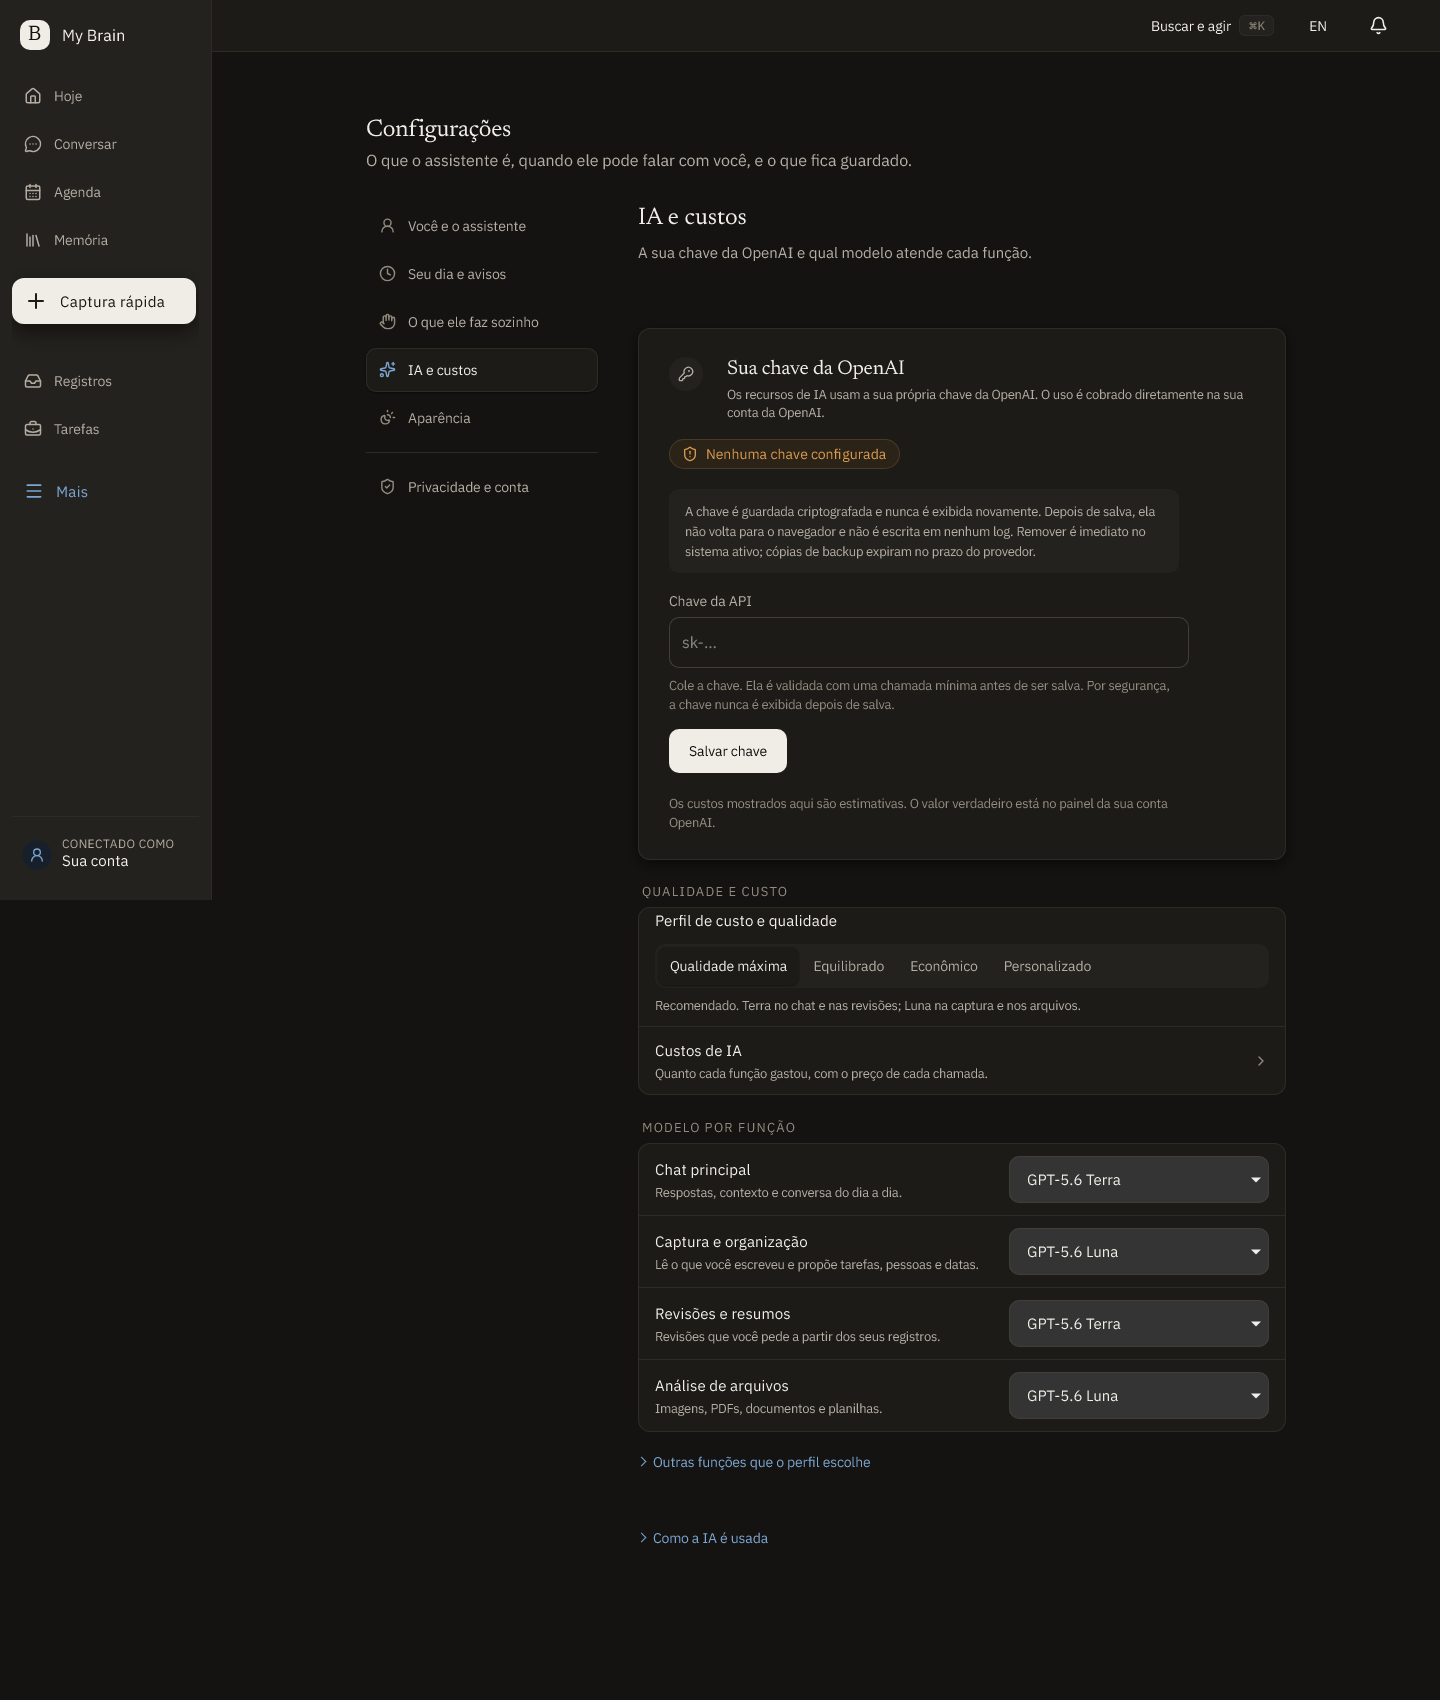 B My Brain
Hoje
Conversar
Agenda
Memória
Captura rápida
Registros
Tarefas
Mais
CONECTADO COMO
Sua conta
Buscar e agir ⌘K EN
Configurações
O que o assistente é, quando ele pode falar com você, e o que fica guardado.
Você e o assistente
Seu dia e avisos
O que ele faz sozinho
IA e custos
Aparência
Privacidade e conta
IA e custos
A sua chave da OpenAI e qual modelo atende cada função.
Sua chave da OpenAI
Os recursos de IA usam a sua própria chave da OpenAI. O uso é cobrado diretamente na sua
conta da OpenAI.
Nenhuma chave configurada
A chave é guardada criptografada e nunca é exibida novamente. Depois de salva, ela
não volta para o navegador e não é escrita em nenhum log. Remover é imediato no
sistema ativo; cópias de backup expiram no prazo do provedor.
Chave da API
sk-...
Cole a chave. Ela é validada com uma chamada mínima antes de ser salva. Por segurança,
a chave nunca é exibida depois de salva.
Salvar chave
Os custos mostrados aqui são estimativas. O valor verdadeiro está no painel da sua conta
OpenAI.
QUALIDADE E CUSTO
Perfil de custo e qualidade
Qualidade máxima Equilibrado Econômico Personalizado
Recomendado. Terra no chat e nas revisões; Luna na captura e nos arquivos.
Custos de IA
Quanto cada função gastou, com o preço de cada chamada.
MODELO POR FUNÇÃO
Chat principal
Respostas, contexto e conversa do dia a dia.
GPT-5.6 Terra
Captura e organização
Lê o que você escreveu e propõe tarefas, pessoas e datas.
GPT-5.6 Luna
Revisões e resumos
Revisões que você pede a partir dos seus registros.
GPT-5.6 Terra
Análise de arquivos
Imagens, PDFs, documentos e planilhas.
GPT-5.6 Luna
Outras funções que o perfil escolhe
Como a IA é usada